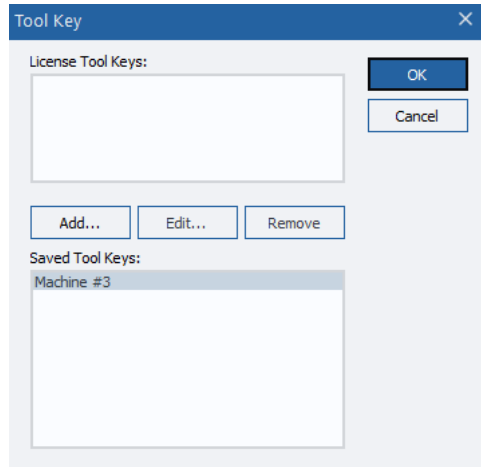 Tool Key
License Tool Keys:
OK
Cancel
Add...
Edit...
Remove
Saved Tool Keys:
Machine #3